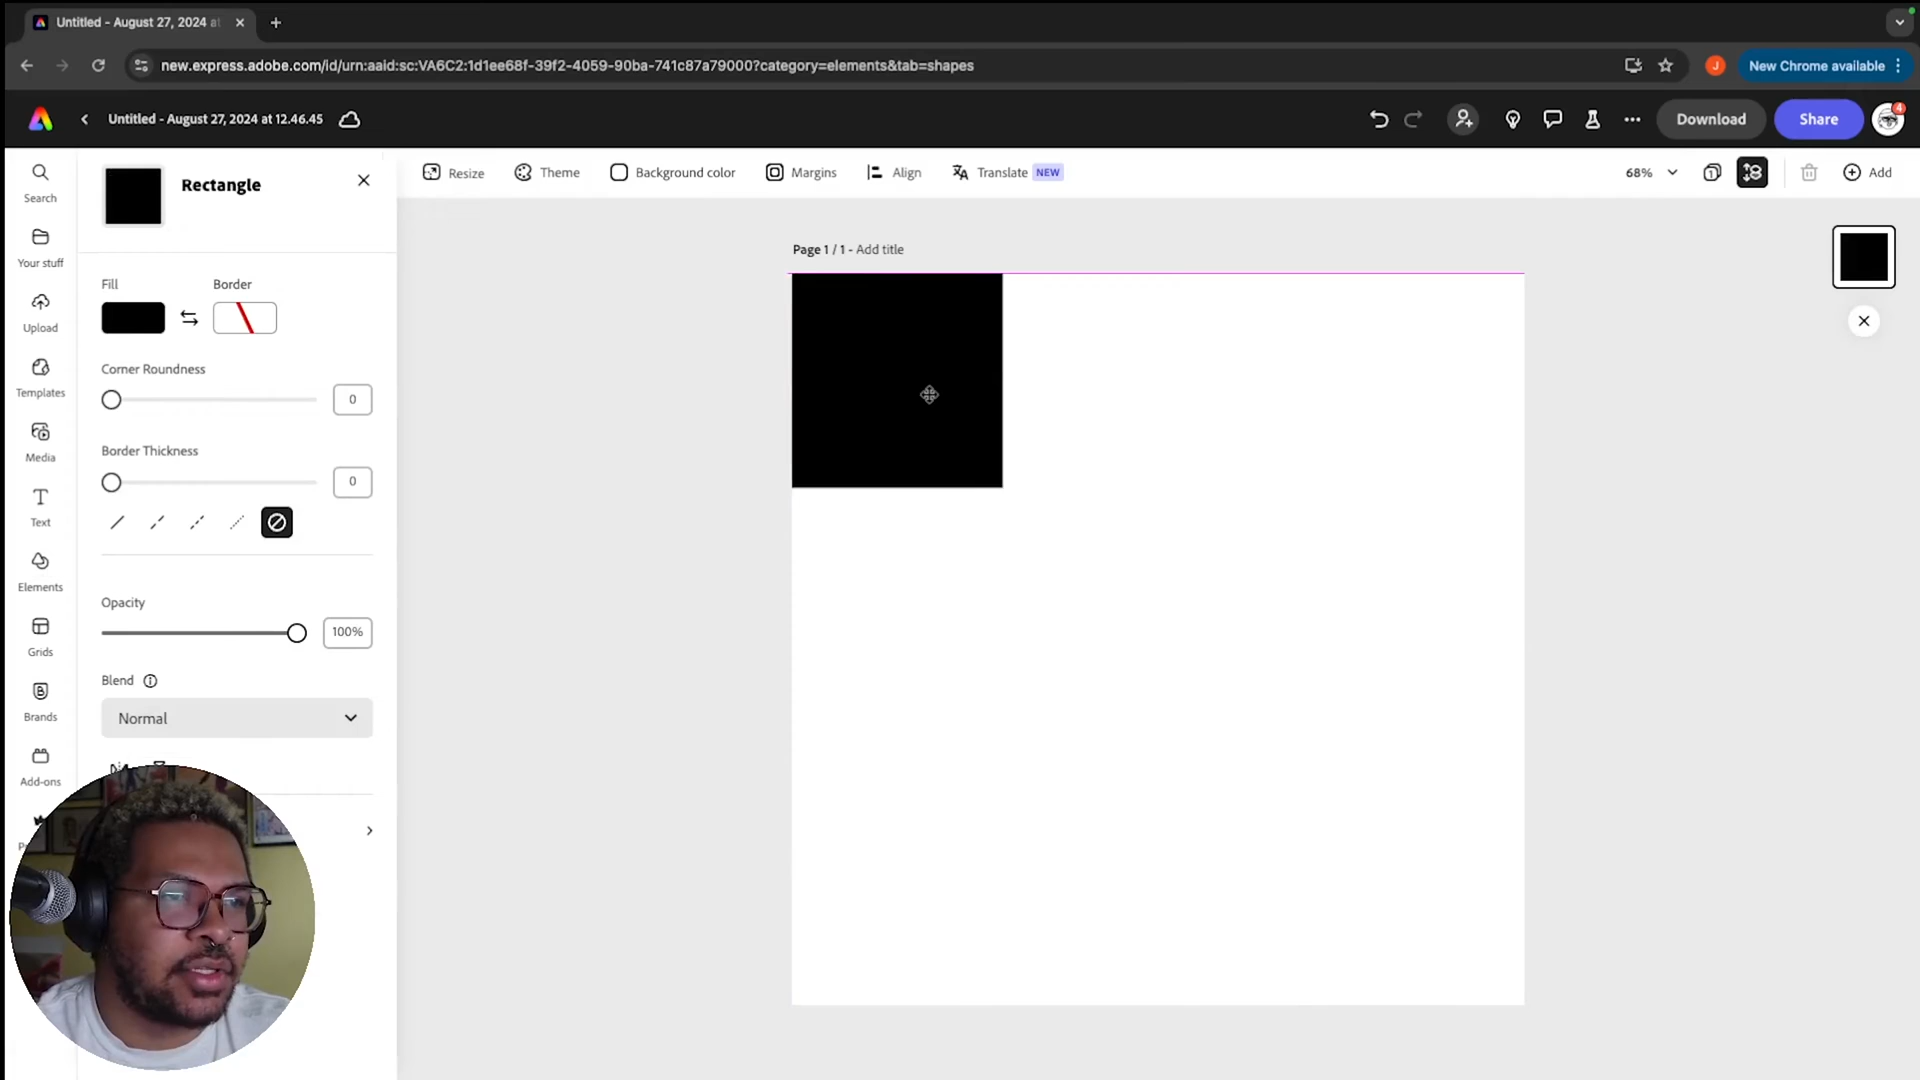 Untitled - August 27, 2024 at
new.express.adobe.com/id/urn:aaid:sc:VA6C2:1d1ee68f-39f2-4059-90ba-741c87a79000?category=elements&tab=shapes
J
New Chrome available
Untitled - August 27, 2024 at 12.46.45
Download
Share
4
Search
Your stuff
Upload
Templates
Media
Text
Elements
Grids
Brands
Add-ons
Rectangle
Fill
Border
Corner Roundness
0
Border Thickness
0
Opacity
100%
Blend
Normal
Resize
Theme
Background color
Margins
Align
Translate NEW
68%
1
Add
Page 1 / 1 - Add title